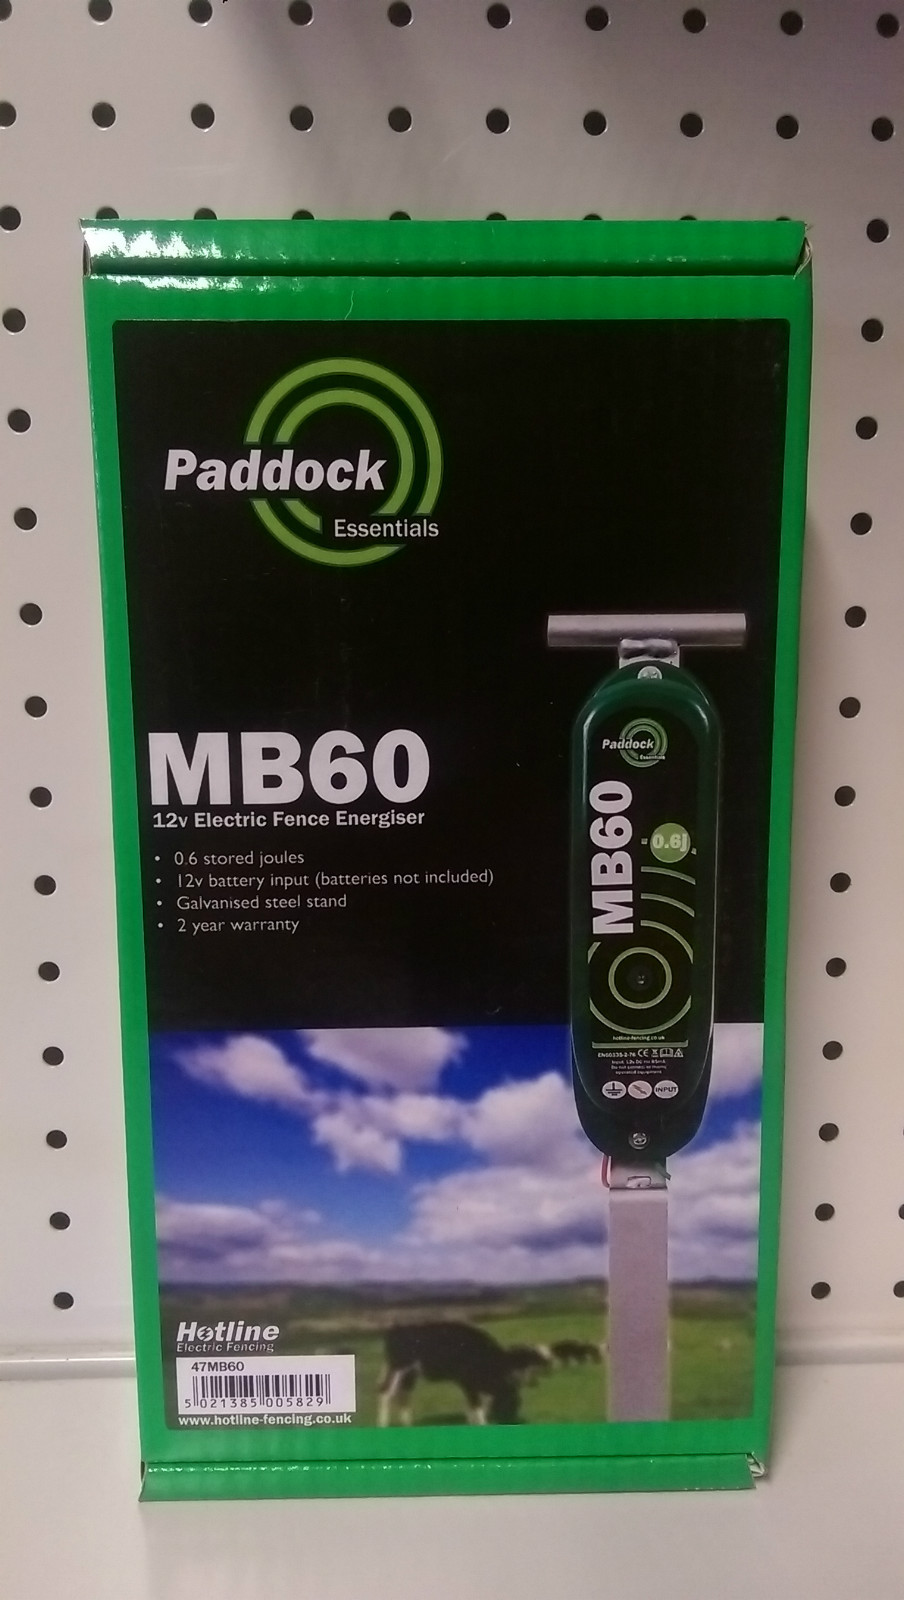 Paddock
Essentials
MB60
12v Electric Fence Energiser
• 0.6 stored joules
• 12v battery input (batteries not included)
• Galvanised steel stand
• 2 year warranty
Paddock
Essentials
MB60
0.6J
hotline-fencing.co.uk
CE
INPUT
Hotline
Electric Fencing
47MB60
5 021385 005829
www.hotline-fencing.co.uk